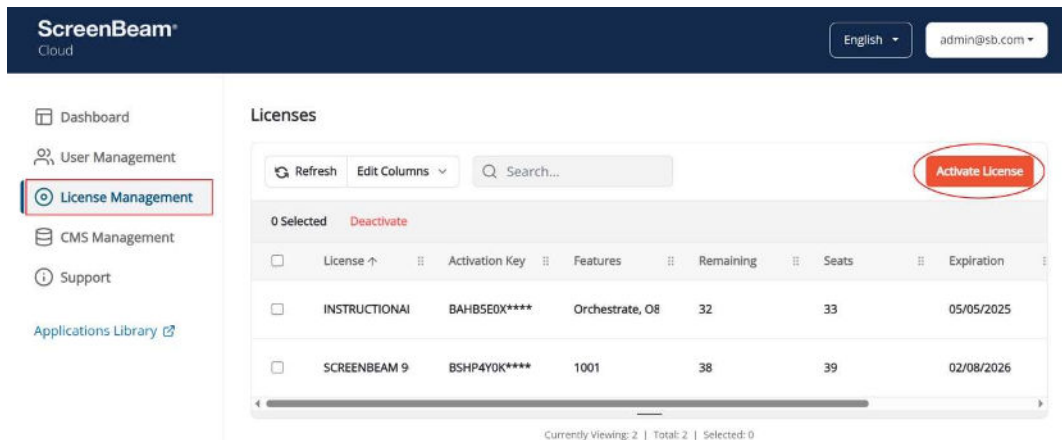 ScreenBeam®
Cloud
English
admin@sb.com
Dashboard
User Management
License Management
CMS Management
Support
Applications Library
Licenses
Refresh
Edit Columns
Search...
Activate License
0 Selected Deactivate
License ↑ Activation Key Features Remaining Seats Expiration
INSTRUCTIONAL BAHB5E0X**** Orchestrate, O8 32 33 05/05/2025
SCREENBEAM 9 BSHP4Y0K**** 1001 38 39 02/08/2026
Currently Viewing: 2 | Total: 2 | Selected: 0